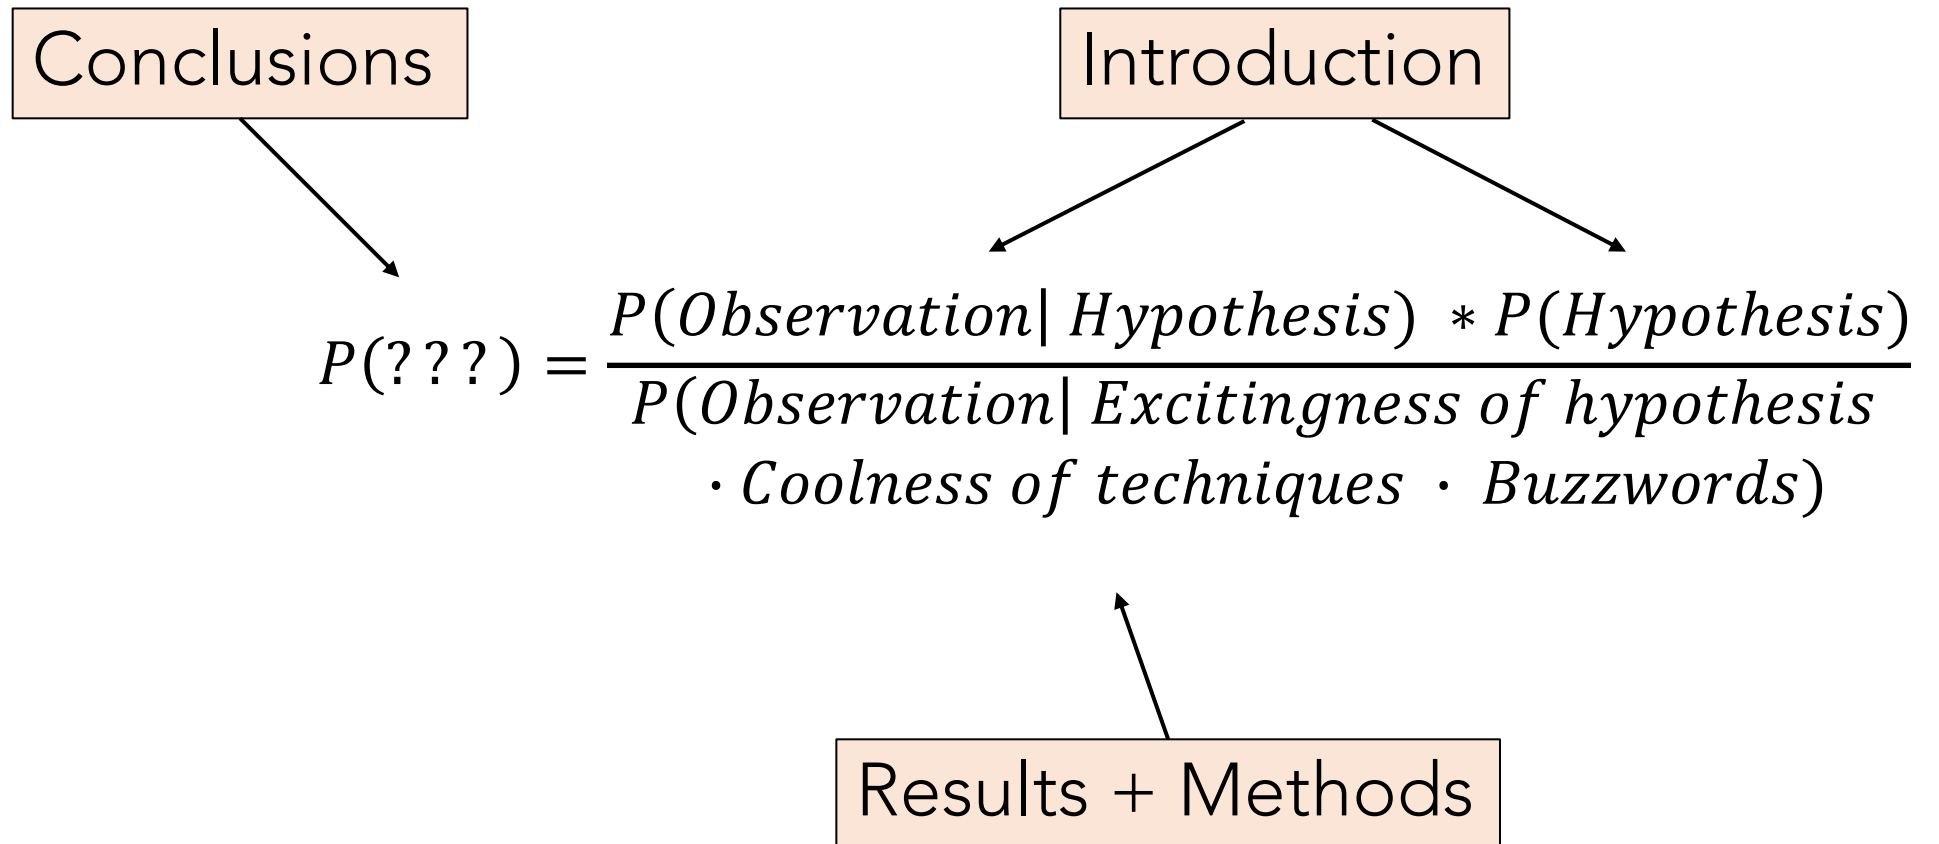 Conclusions
Introduction
P(Observation| Hypothesis) * P(Hypothesis)
P(???) =
P(Observation| Excitingness of hypothesis
· Coolness of techniques · Buzzwords)
Results + Methods